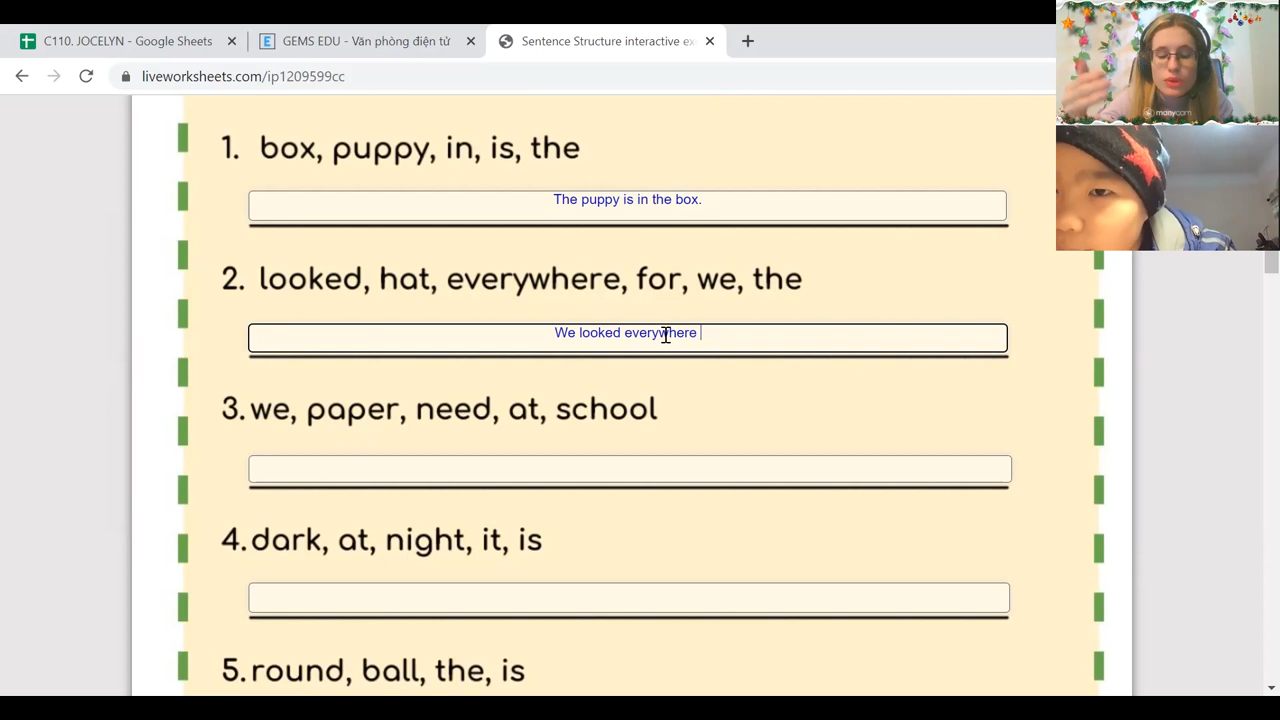 C110. JOCELYN - Google Sheets
GEMS EDU - Văn phòng điện tử
Sentence Structure interactive ex
liveworksheets.com/ip1209599cc
manycam
1. box, puppy, in, is, the
The puppy is in the box.
2. looked, hat, everywhere, for, we, the
We looked everywhere
3. we, paper, need, at, school
4. dark, at, night, it, is
5. round, ball, the, is